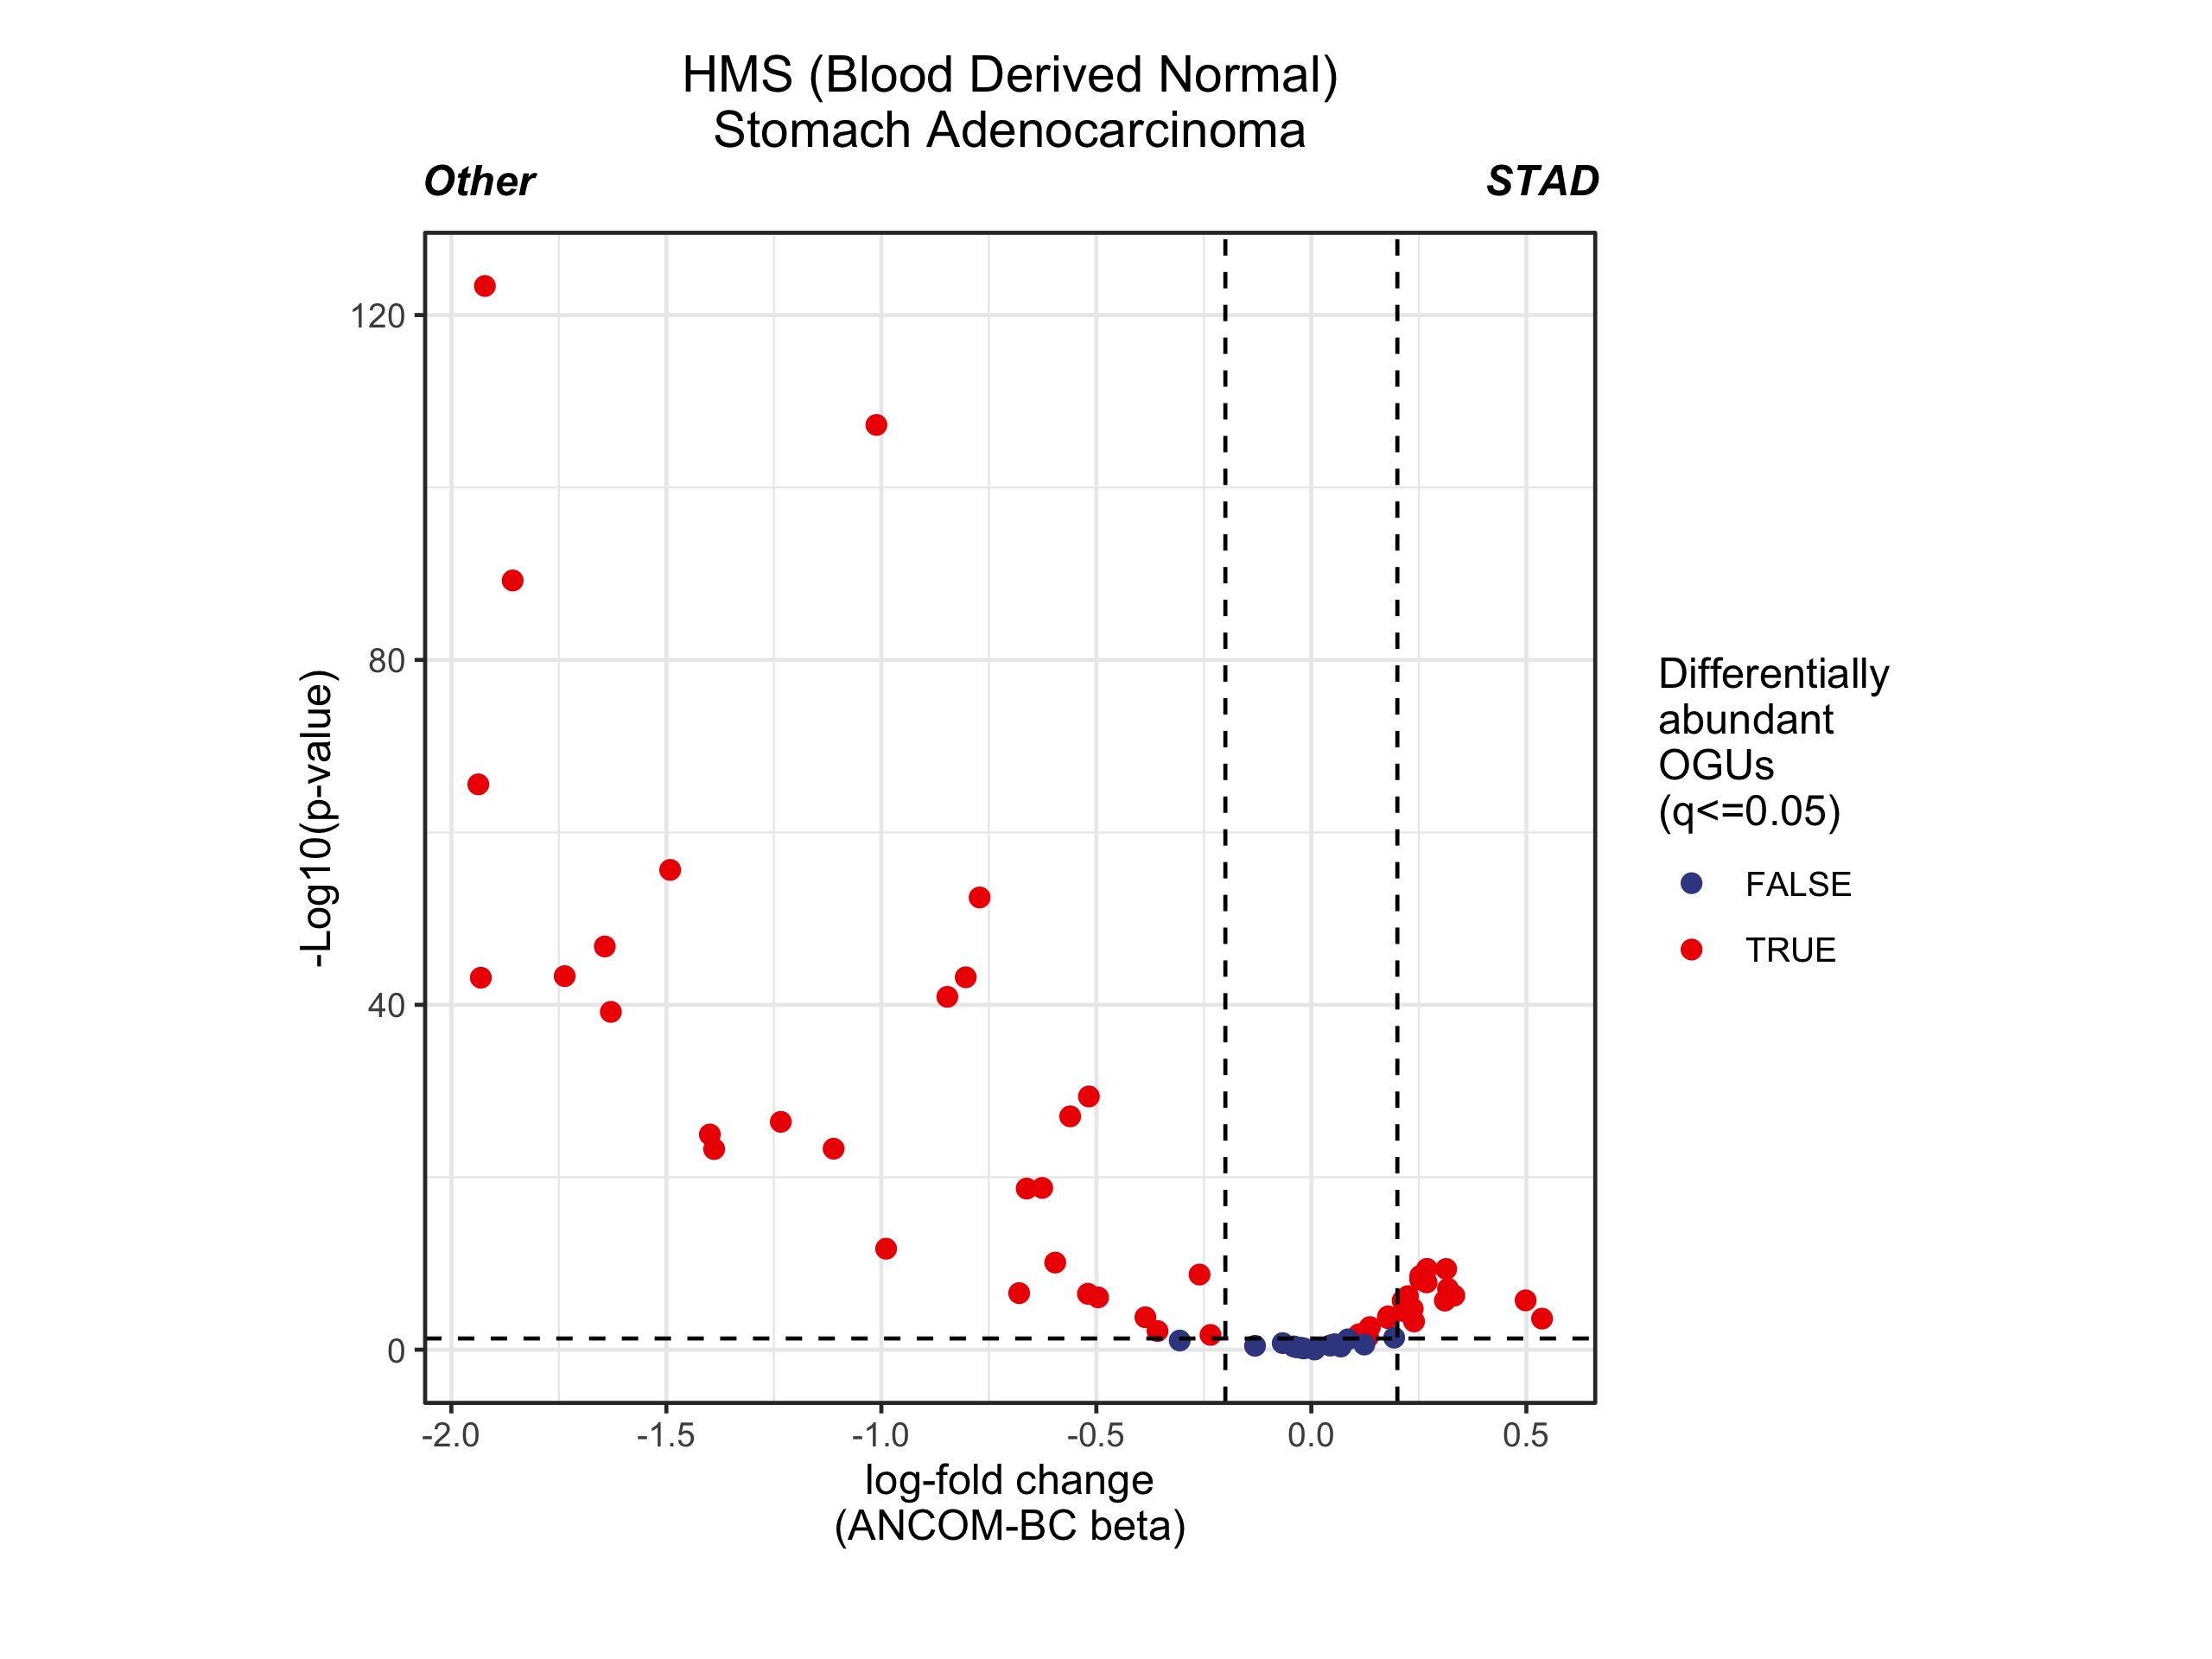 HMS (Blood Derived Normal)
Stomach Adenocarcinoma
Other
STAD
120
80
40
0
-Log10(p-value)
-2.0
-1.5
-1.0
-0.5
0.0
0.5
log-fold change
(ANCOM-BC beta)
Differentially
abundant
OGUs
(q<=0.05)
FALSE
TRUE